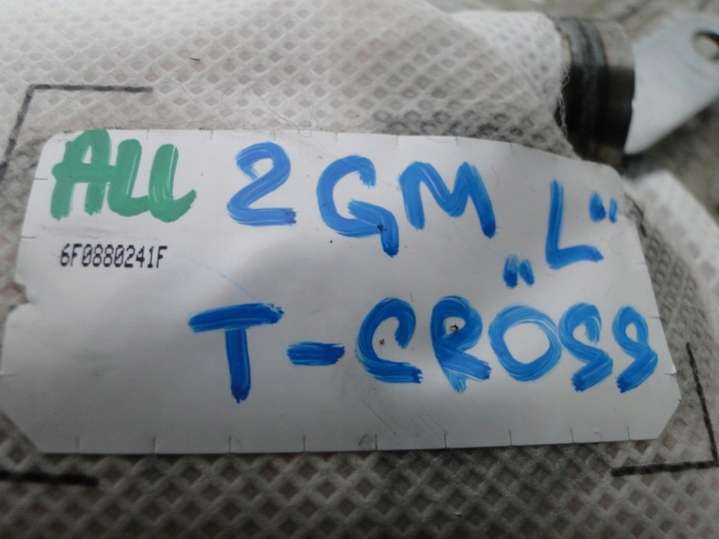 ALL 2GM „L“
6F0880241F
T-CROSS